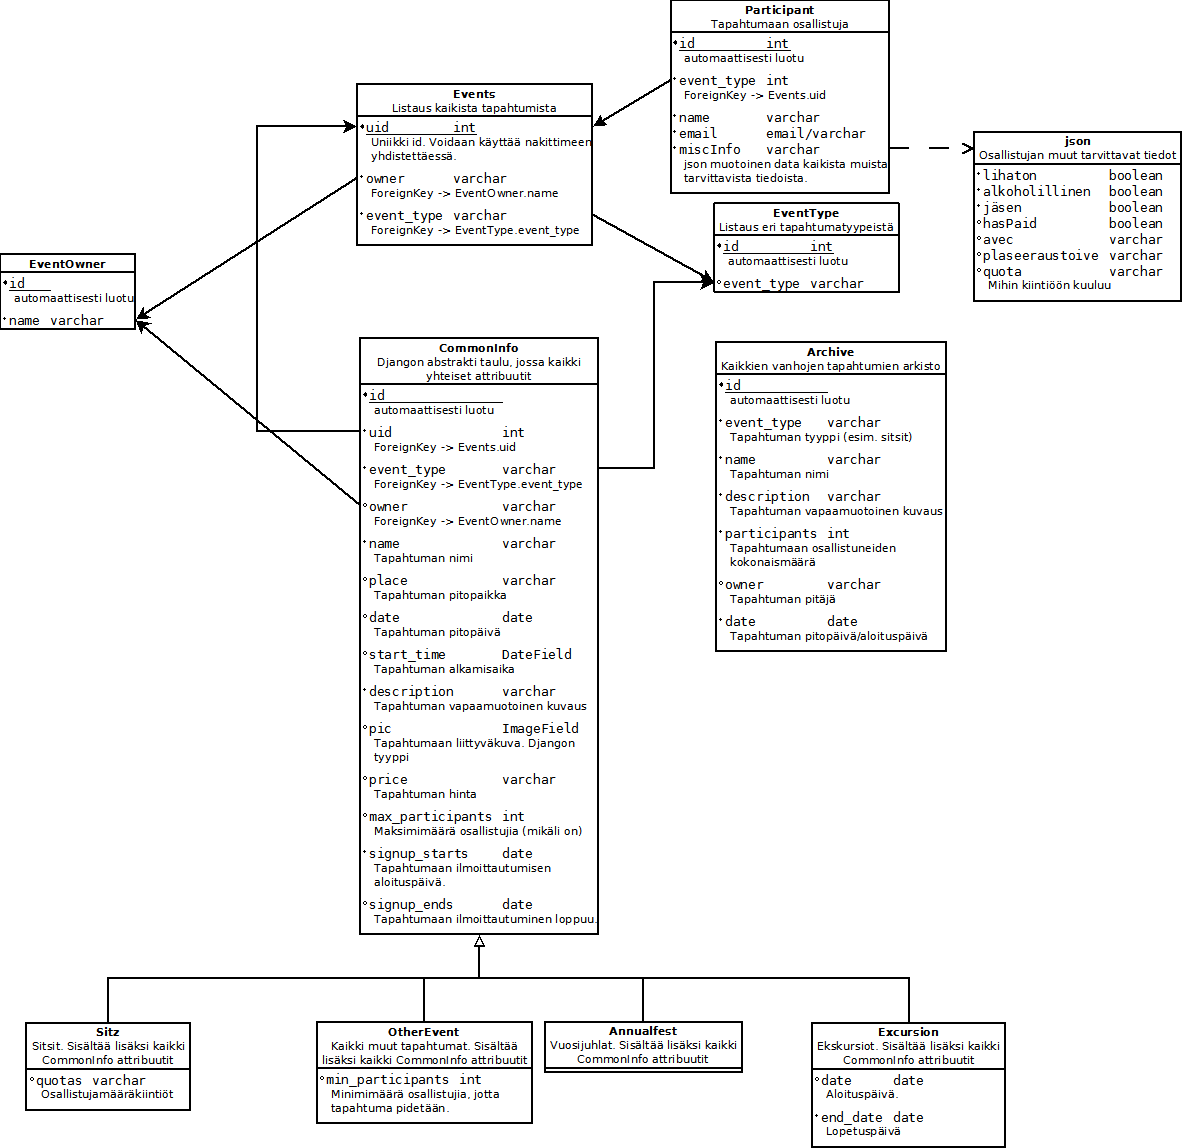 Participant
Tapahtumaan osallistuja
id int
automaattisesti luotu
event_type int
ForeignKey -> Events.uid
name varchar
email email/varchar
miscInfo varchar
json muotoinen data kaikista muista
tarvittavista tiedoista.
Events
Listaus kaikista tapahtumista
uid int
Uniikki id. Voidaan käyttää nakittimeen
yhdistettäessä.
owner varchar
ForeignKey -> EventOwner.name
event_type varchar
ForeignKey -> EventType.event_type
json
Osallistujan muut tarvittavat tiedot
lihaton boolean
alkoholillinen boolean
jäsen boolean
hasPaid boolean
avec varchar
plaseeraustoive varchar
quota varchar
Mihin kiintiöön kuuluu
EventType
Listaus eri tapahtumatyypeistä
id int
automaattisesti luotu
event_type varchar
EventOwner
id
automaattisesti luotu
name varchar
CommonInfo
Djangon abstrakti taulu, jossa kaikki
yhteiset attribuutit
id
automaattisesti luotu
uid int
ForeignKey -> Events.uid
event_type varchar
ForeignKey -> EventType.event_type
owner varchar
ForeignKey -> EventOwner.name
name varchar
Tapahtuman nimi
place varchar
Tapahtuman pitopaikka
date date
Tapahtuman pitopäivä
start_time DateField
Tapahtuman alkamisaika
description varchar
Tapahtuman vapaamuotoinen kuvaus
pic ImageField
Tapahtumaan liittyväkuva. Djangon
tyyppi
price varchar
Tapahtuman hinta
max_participants int
Maksimimäärä osallistujia (mikäli on)
signup_starts date
Tapahtumaan ilmoittautumisen
aloituspäivä.
signup_ends date
Tapahtumaan ilmoittautuminen loppuu.
Archive
Kaikkien vanhojen tapahtumien arkisto
id
automaattisesti luotu
event_type varchar
Tapahtuman tyyppi (esim. sitsit)
name varchar
Tapahtuman nimi
description varchar
Tapahtuman vapaamuotoinen kuvaus
participants int
Tapahtumaan osallistuneiden
kokonaismäärä
owner varchar
Tapahtuman pitäjä
date date
Tapahtuman pitopäivä/aloituspäivä
Sitz
Sitsit. Sisältää lisäksi kaikki
CommonInfo attribuutit
quotas varchar
Osallistujamääräkiintiöt
OtherEvent
Kaikki muut tapahtumat. Sisältää
lisäksi kaikki CommonInfo attribuutit
min_participants int
Minimimäärä osallistujia, jotta
tapahtuma pidetään.
Annualfest
Vuosijuhlat. Sisältää lisäksi kaikki
CommonInfo attribuutit
Excursion
Ekskursiot. Sisältää lisäksi kaikki
CommonInfo attribuutit
date date
Aloituspäivä.
end_date date
Lopetuspäivä